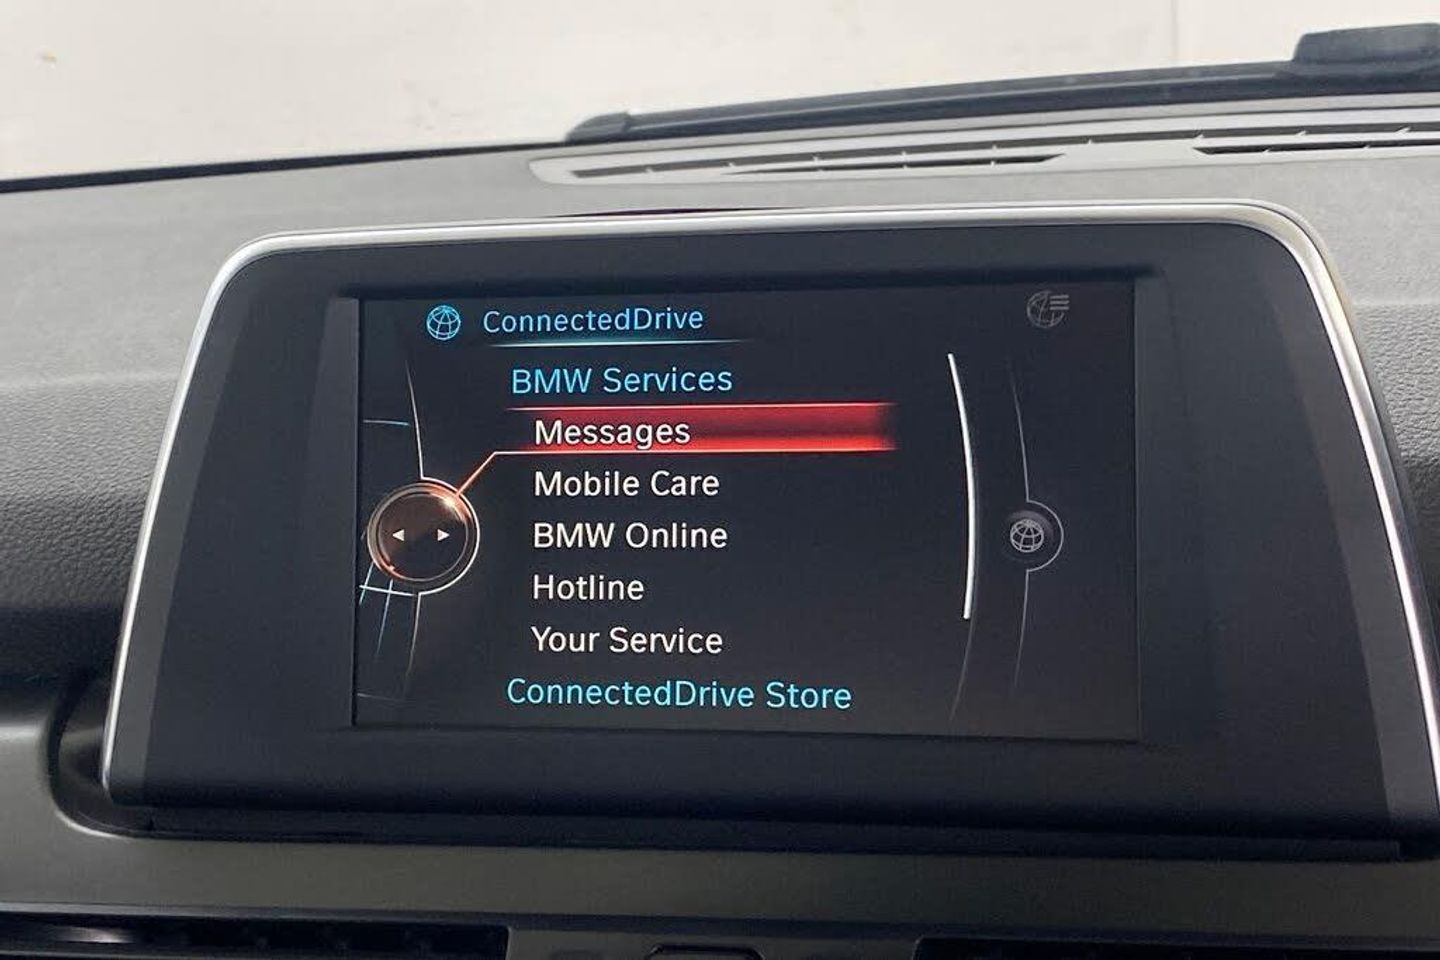 ConnectedDrive
BMW Services
Messages
Mobile Care
BMW Online
Hotline
Your Service
ConnectedDrive Store